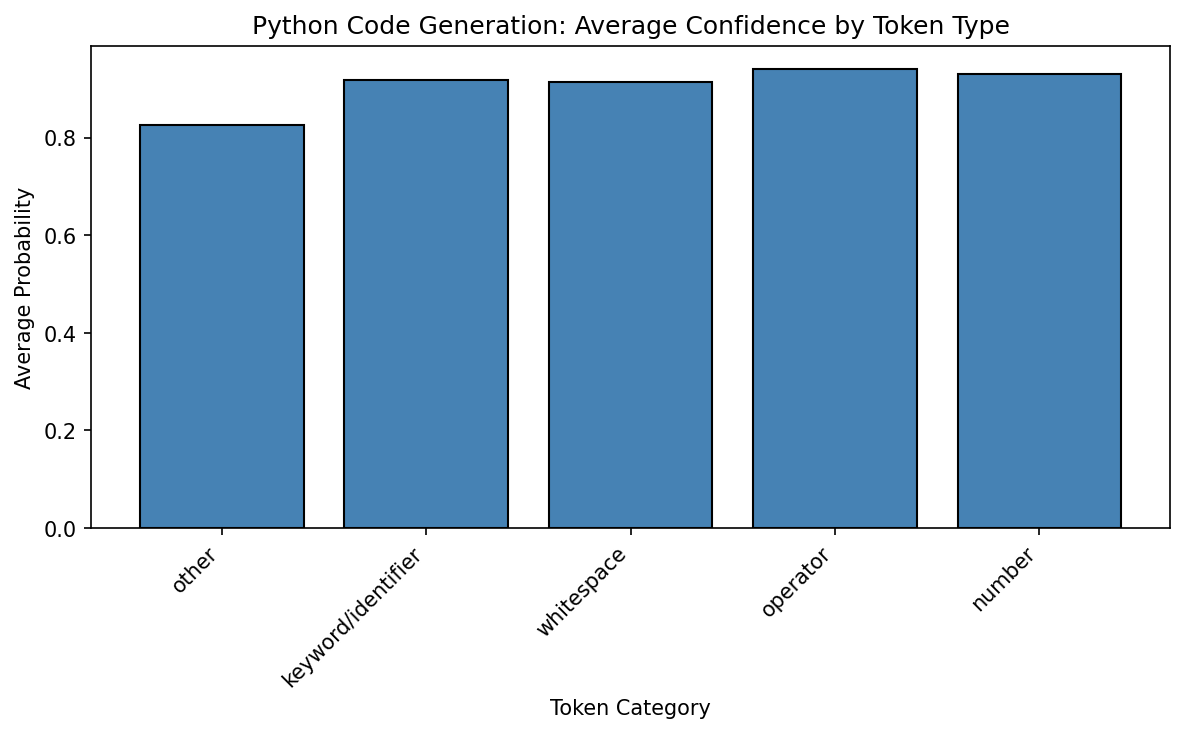 Python Code Generation: Average Confidence by Token Type
Average Probability
0.8
0.6
0.4
0.2
0.0
other
keyword/identifier
whitespace
operator
number
Token Category